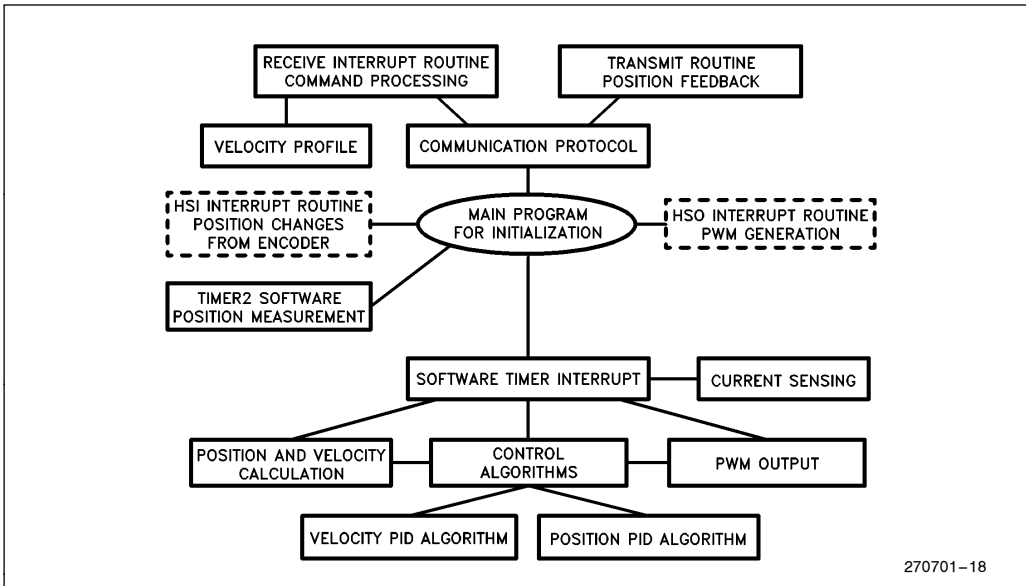 RECEIVE INTERRUPT ROUTINE
COMMAND PROCESSING
TRANSMIT ROUTINE
POSITION FEEDBACK
VELOCITY PROFILE
COMMUNICATION PROTOCOL
HSI INTERRUPT ROUTINE
POSITION CHANGES
FROM ENCODER
MAIN PROGRAM
FOR INITIALIZATION
HSO INTERRUPT ROUTINE
PWM GENERATION
TIMER2 SOFTWARE
POSITION MEASUREMENT
SOFTWARE TIMER INTERRUPT
CURRENT SENSING
POSITION AND VELOCITY
CALCULATION
CONTROL
ALGORITHMS
PWM OUTPUT
VELOCITY PID ALGORITHM
POSITION PID ALGORITHM
270701–18